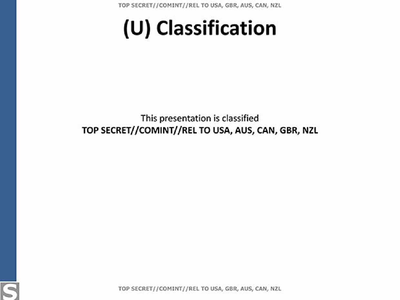 TOP SECRET//COMINT//REL TO USA, GBR, AUS, CAN, NZL
(U) Classification
This presentation is classified
TOP SECRET//COMINT//REL TO USA, AUS, CAN, GBR, NZL
TOP SECRET//COMINT//REL TO USA, GBR, AUS, CAN, NZL
S